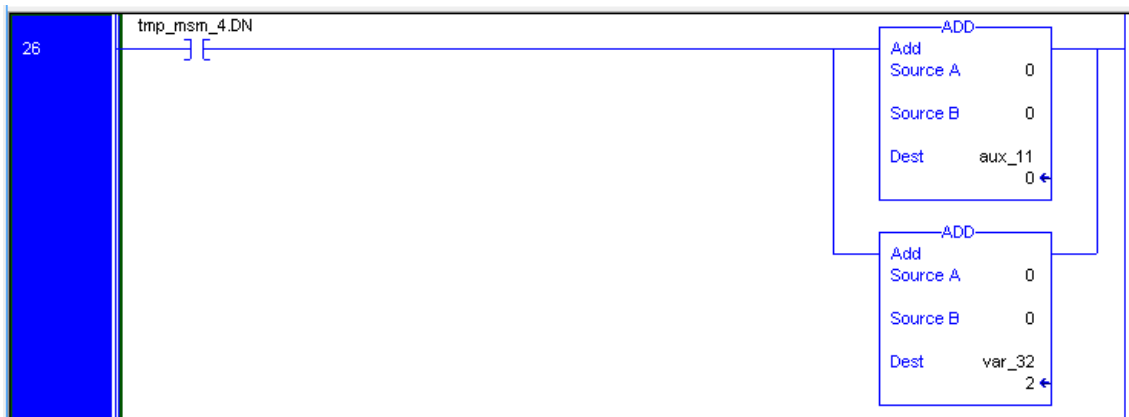 tmp_msm_4.DN
26
ADD
Add
Source A 0
Source B 0
Dest aux_11
0
ADD
Add
Source A 0
Source B 0
Dest var_32
2